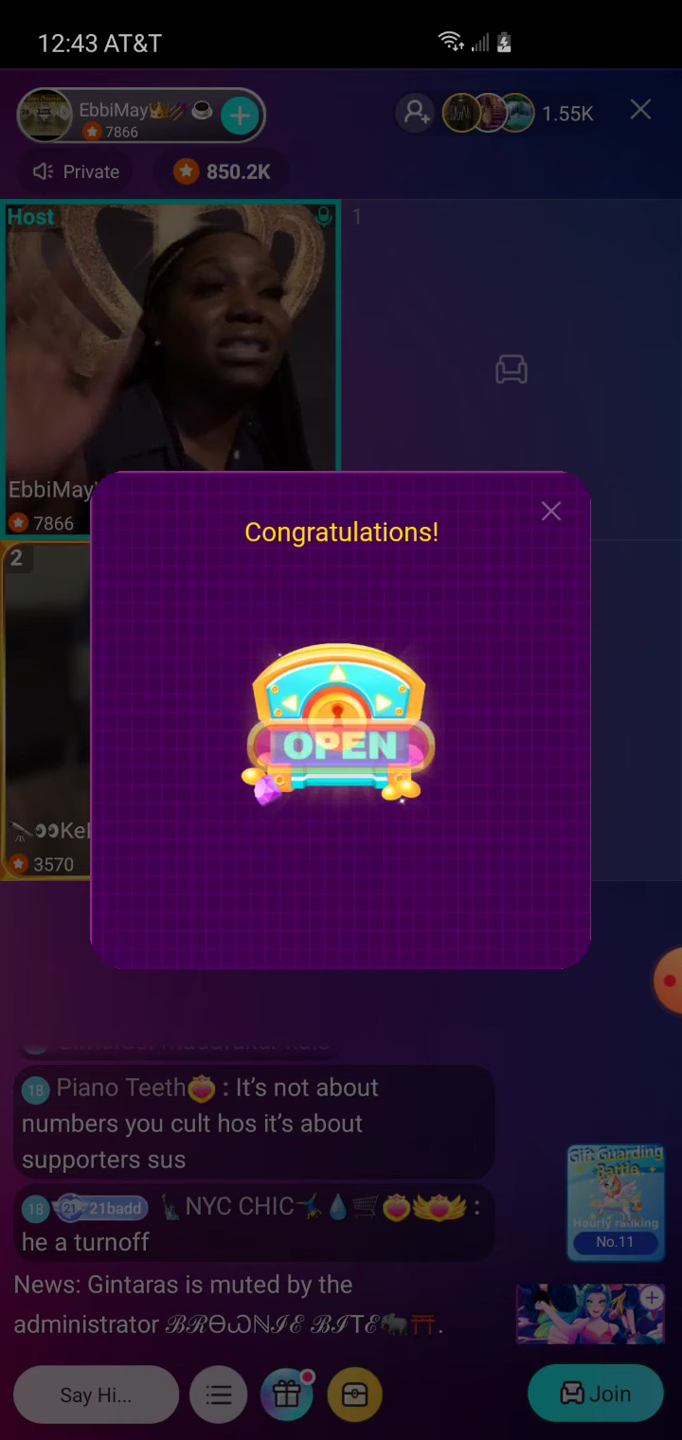 12:43 AT&T
EbbiMay👑💅☕
7866
1.55K
Private
850.2K
Host
1
EbbiMay
7866
Congratulations!
OPEN
2
🔭👀Kel
3570
18 Piano Teeth : It's not about
numbers you cult hos it's about
supporters sus
18 21 21badd 🗽NYC CHIC🤸💧🛒 :
he a turnoff
News: Gintaras is muted by the
administrator ℬℛᎾᏇℕℐℰ ℬℐTℰ🐘⛩.
Gift Guarding
Battle
Hourly ranking
No.11
Say Hi...
Join